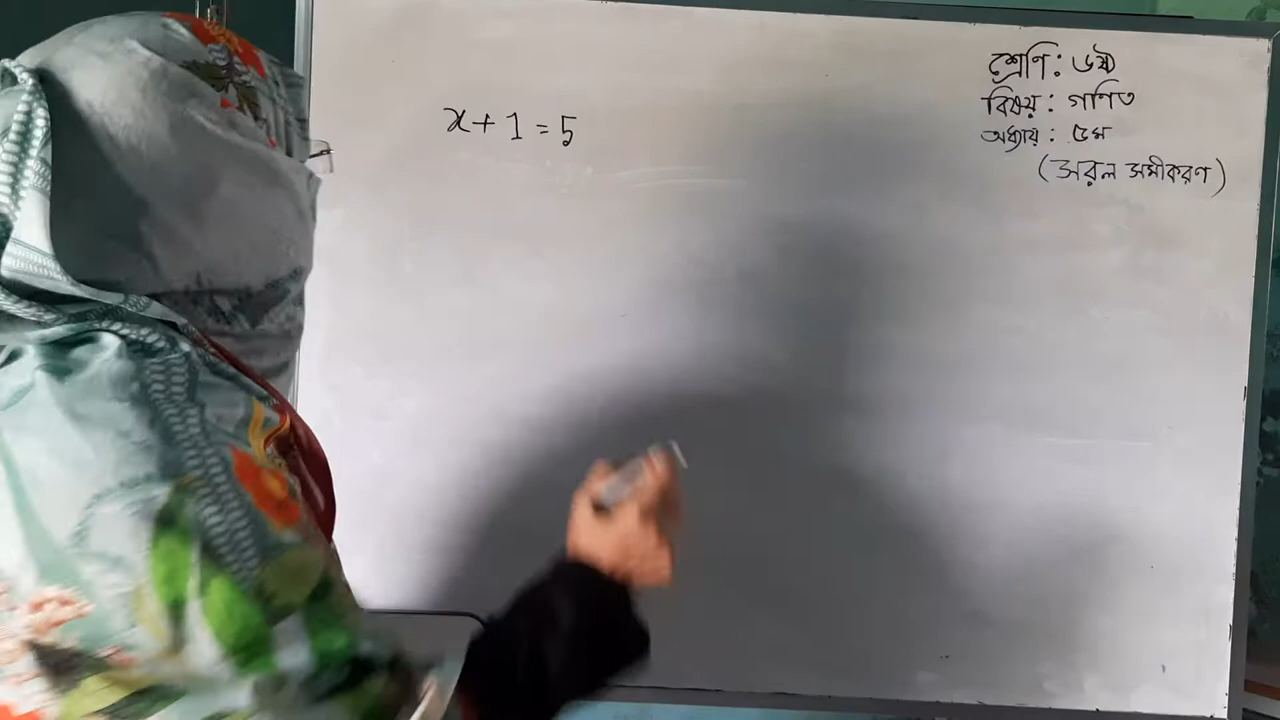 x + 1 = 5
শ্রেণি : ৬ষ্ঠ
বিষয় : গণিত
অধ্যায় : ৫ম
(সরল সমীকরণ)